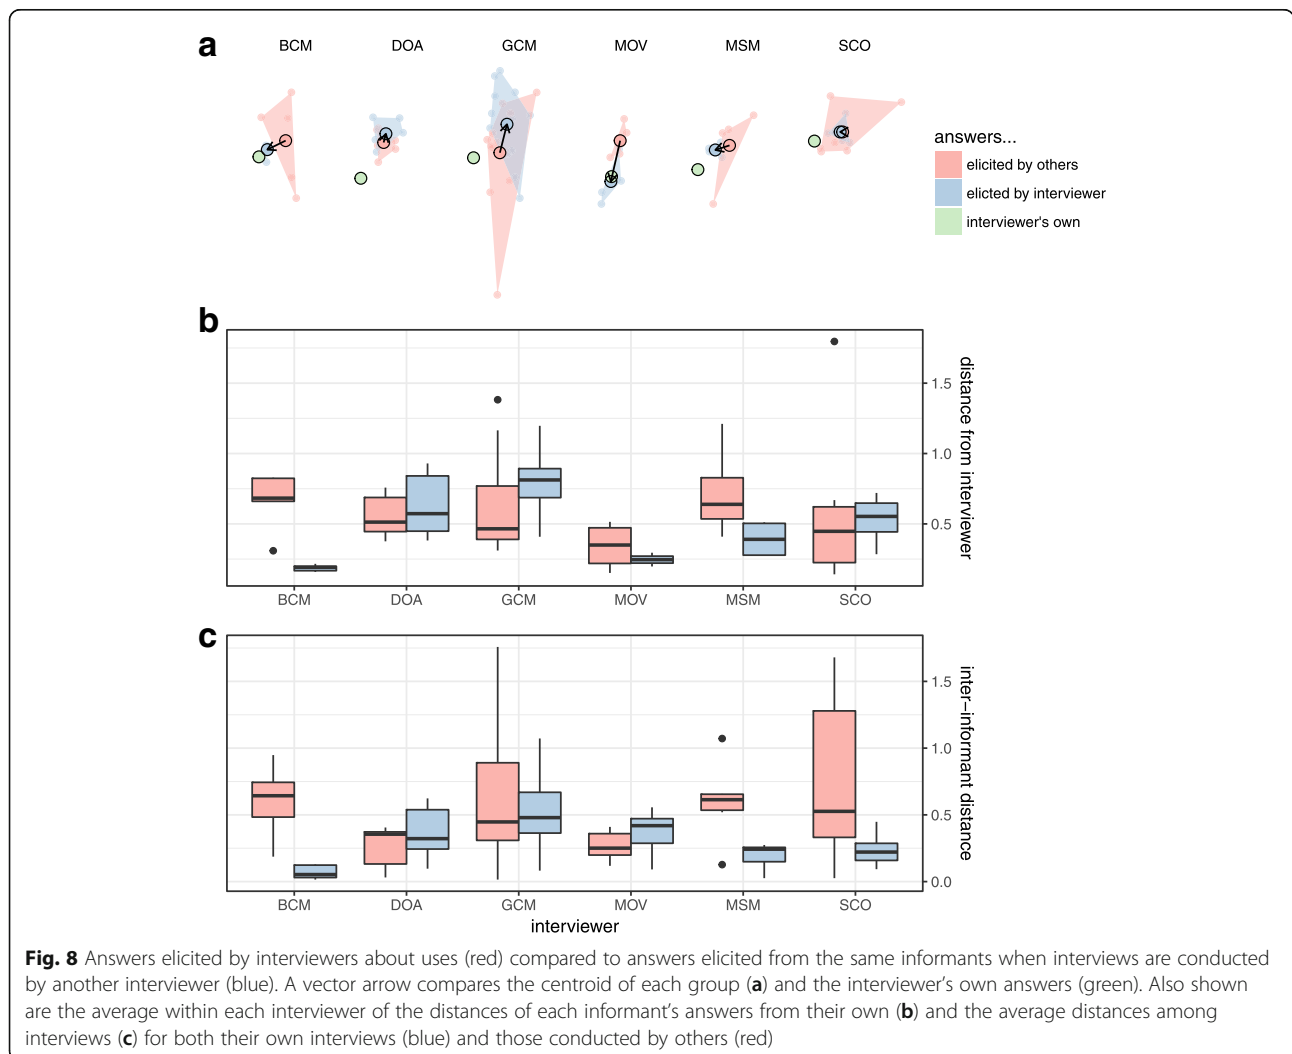 a
BCM DOA GCM MOV MSM SCO
answers...
elicited by others
elicted by interviewer
interviewer's own
b
distance from interviewer
1.5
1.0
0.5
BCM DOA GCM MOV MSM SCO
c
inter−informant distance
1.5
1.0
0.5
0.0
BCM DOA GCM MOV MSM SCO
interviewer
Fig. 8 Answers elicited by interviewers about uses (red) compared to answers elicited from the same informants when interviews are conducted
by another interviewer (blue). A vector arrow compares the centroid of each group (a) and the interviewer's own answers (green). Also shown
are the average within each interviewer of the distances of each informant's answers from their own (b) and the average distances among
interviews (c) for both their own interviews (blue) and those conducted by others (red)